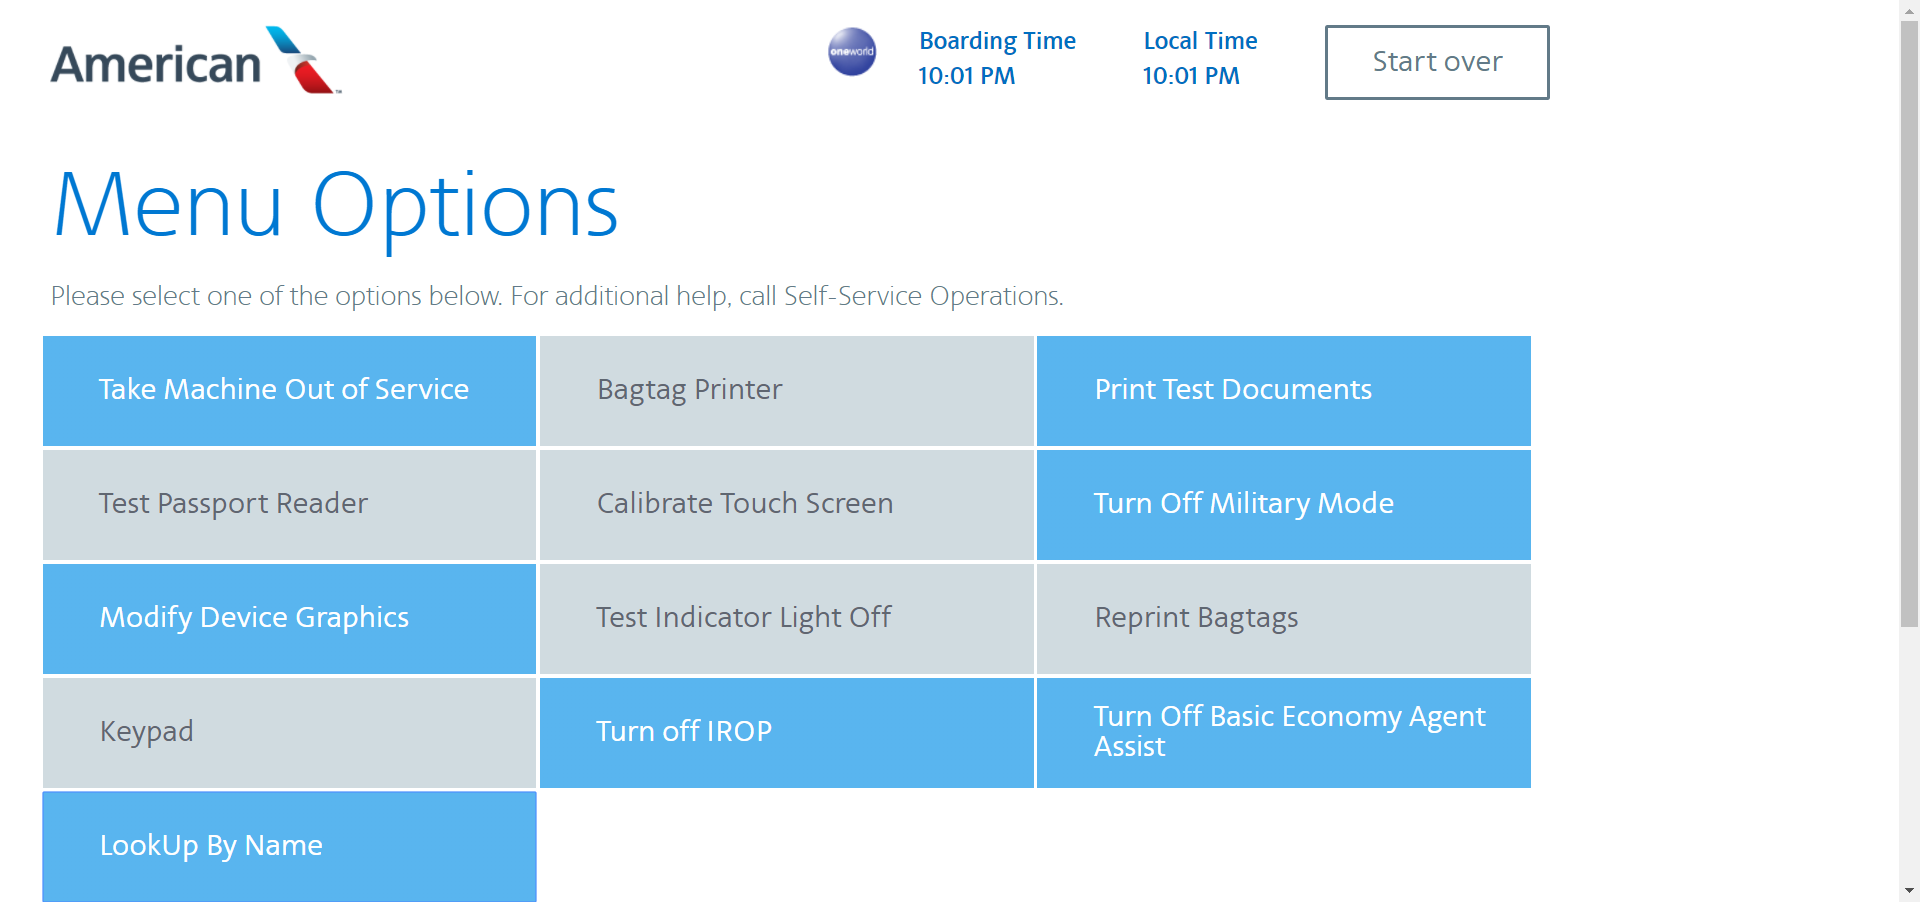 American
oneworld
Boarding Time
10:01 PM
Local Time
10:01 PM
Start over
Menu Options
Please select one of the options below. For additional help, call Self-Service Operations.
Take Machine Out of Service
Bagtag Printer
Print Test Documents
Test Passport Reader
Calibrate Touch Screen
Turn Off Military Mode
Modify Device Graphics
Test Indicator Light Off
Reprint Bagtags
Keypad
Turn off IROP
Turn Off Basic Economy Agent
Assist
LookUp By Name